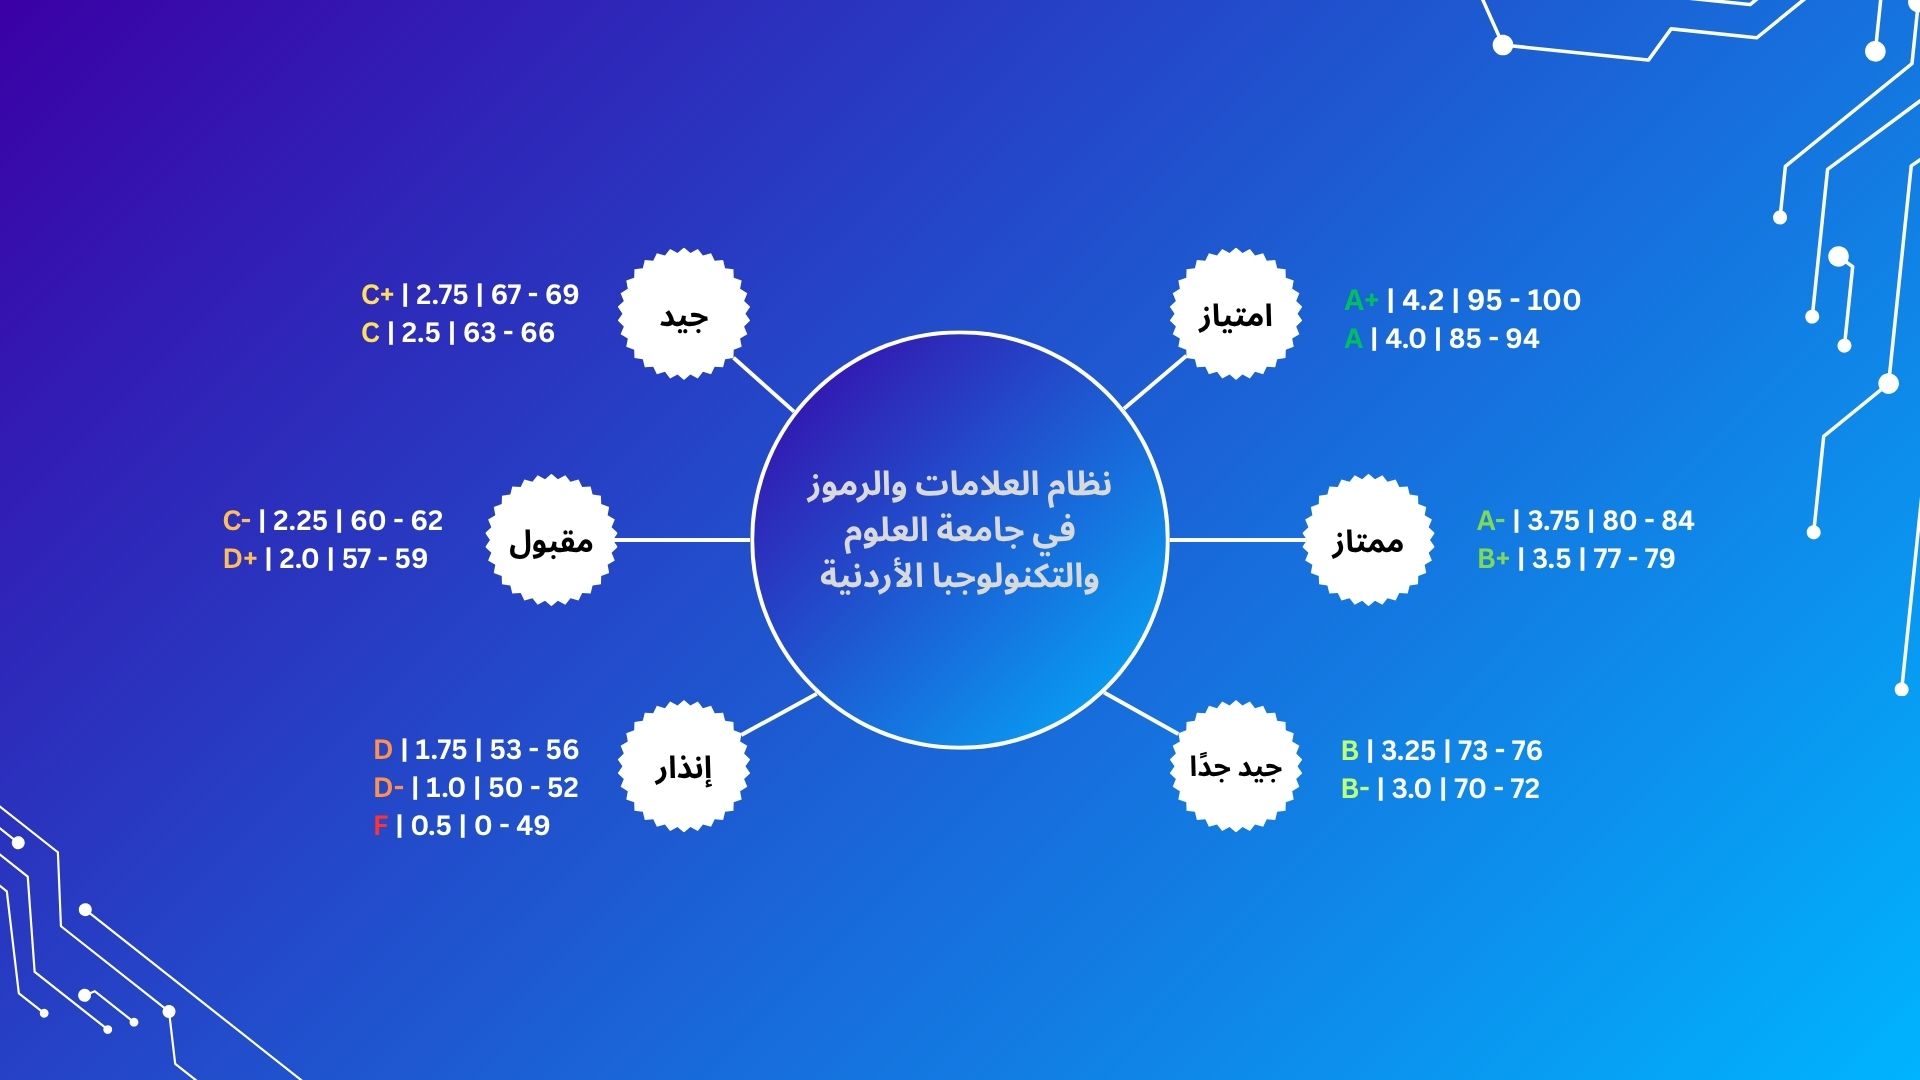 نظام العلامات والرموز
في جامعة العلوم
والتكنولوجبا الأردنية
امتياز
A+ | 4.2 | 95 - 100
A | 4.0 | 85 - 94
ممتاز
A- | 3.75 | 80 - 84
B+ | 3.5 | 77 - 79
جيد جدًا
B | 3.25 | 73 - 76
B- | 3.0 | 70 - 72
جيد
C+ | 2.75 | 67 - 69
C | 2.5 | 63 - 66
مقبول
C- | 2.25 | 60 - 62
D+ | 2.0 | 57 - 59
إنذار
D | 1.75 | 53 - 56
D- | 1.0 | 50 - 52
F | 0.5 | 0 - 49